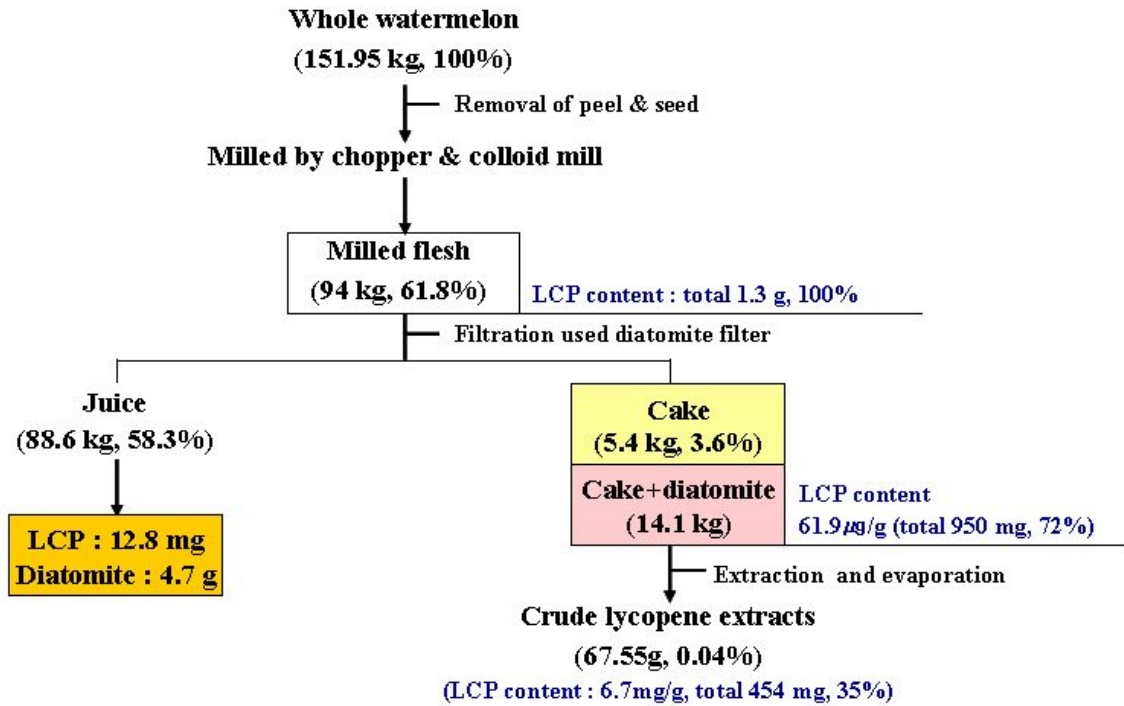 Whole watermelon
(151.95 kg, 100%)
Removal of peel & seed
Milled by chopper & colloid mill
Milled flesh
(94 kg, 61.8%)
LCP content : total 1.3 g, 100%
Filtration used diatomite filter
Juice
(88.6 kg, 58.3%)
LCP : 12.8 mg
Diatomite : 4.7 g
Cake
(5.4 kg, 3.6%)
Cake+diatomite
(14.1 kg)
LCP content
61.9㎍/g (total 950 mg, 72%)
Extraction and evaporation
Crude lycopene extracts
(67.55g, 0.04%)
(LCP content : 6.7mg/g, total 454 mg, 35%)